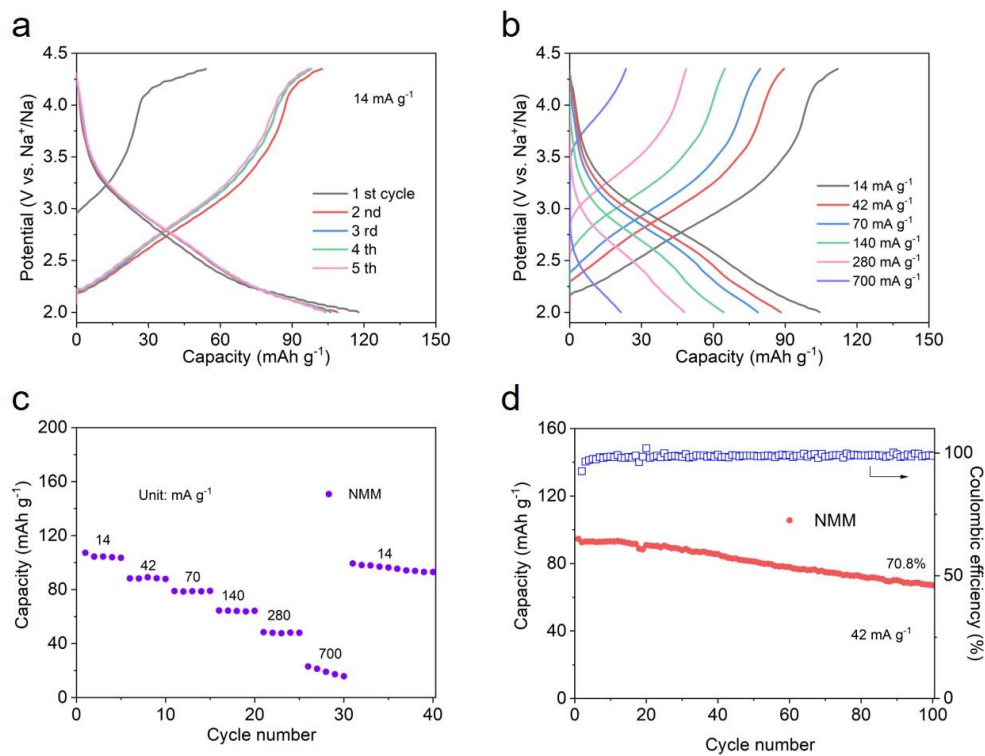 a
4.5
4.0
3.5
3.0
2.5
2.0
Potential (V vs. Na⁺/Na)
14 mA g⁻¹
1 st cycle
2 nd
3 rd
4 th
5 th
0 30 60 90 120 150
Capacity (mAh g⁻¹)
b
4.5
4.0
3.5
3.0
2.5
2.0
Potential (V vs. Na⁺/Na)
14 mA g⁻¹
42 mA g⁻¹
70 mA g⁻¹
140 mA g⁻¹
280 mA g⁻¹
700 mA g⁻¹
0 30 60 90 120 150
Capacity (mAh g⁻¹)
c
200
160
120
80
40
0
Capacity (mAh g⁻¹)
Unit: mA g⁻¹
NMM
14
42
70
140
280
700
14
0 10 20 30 40
Cycle number
d
160
120
80
40
0
Capacity (mAh g⁻¹)
NMM
70.8%
42 mA g⁻¹
100
50
0
Coulombic efficiency (%)
0 20 40 60 80 100
Cycle number